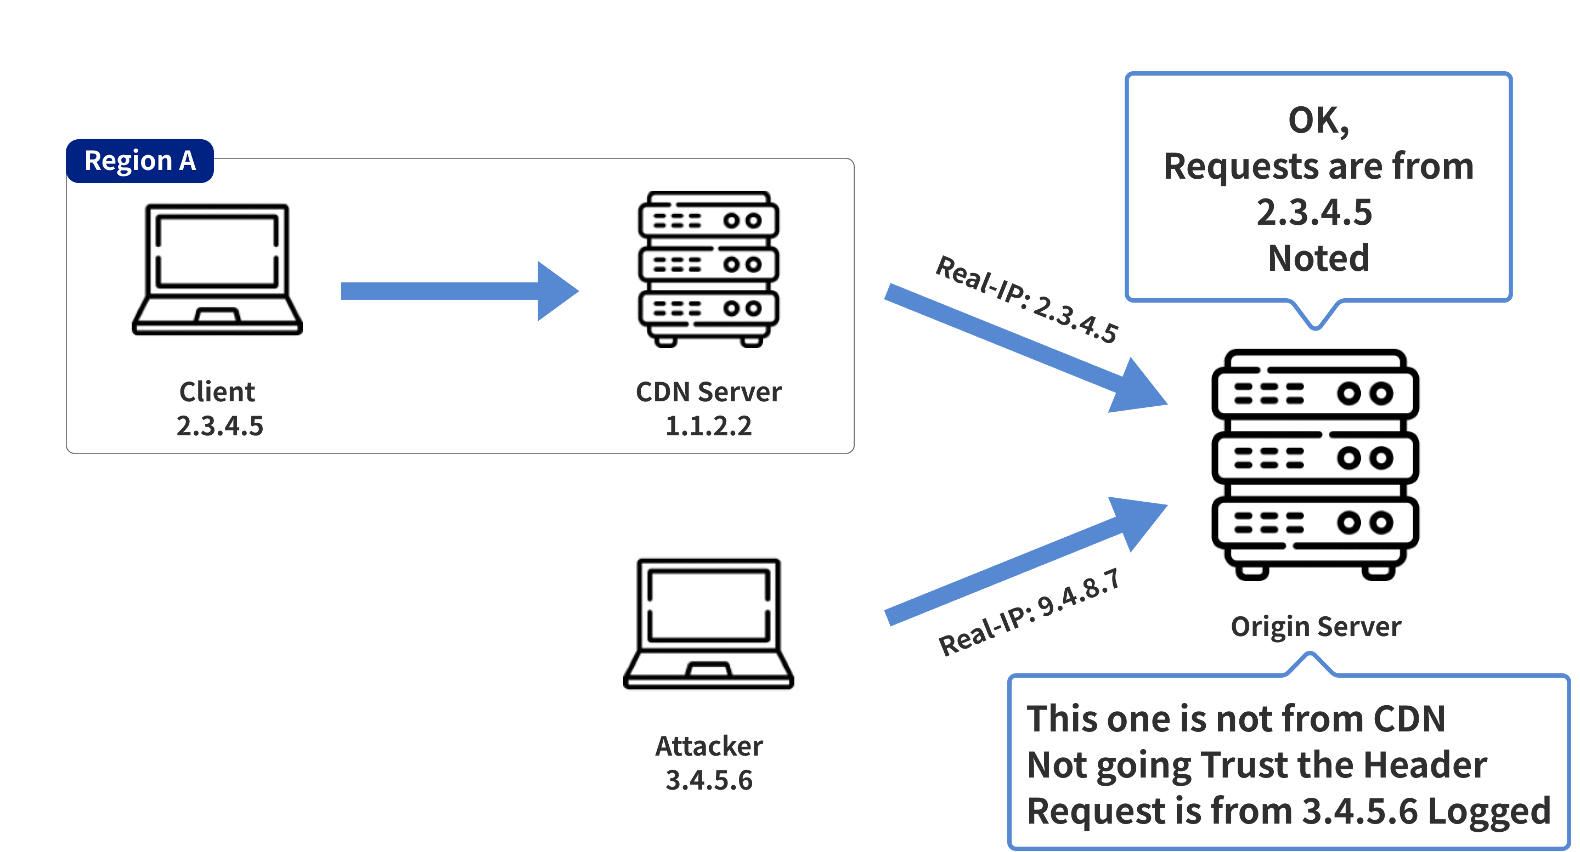 Region A
Client
2.3.4.5
CDN Server
1.1.2.2
Real-IP: 2.3.4.5
OK,
Requests are from
2.3.4.5
Noted
Attacker
3.4.5.6
Real-IP: 9.4.8.7
Origin Server
This one is not from CDN
Not going Trust the Header
Request is from 3.4.5.6 Logged